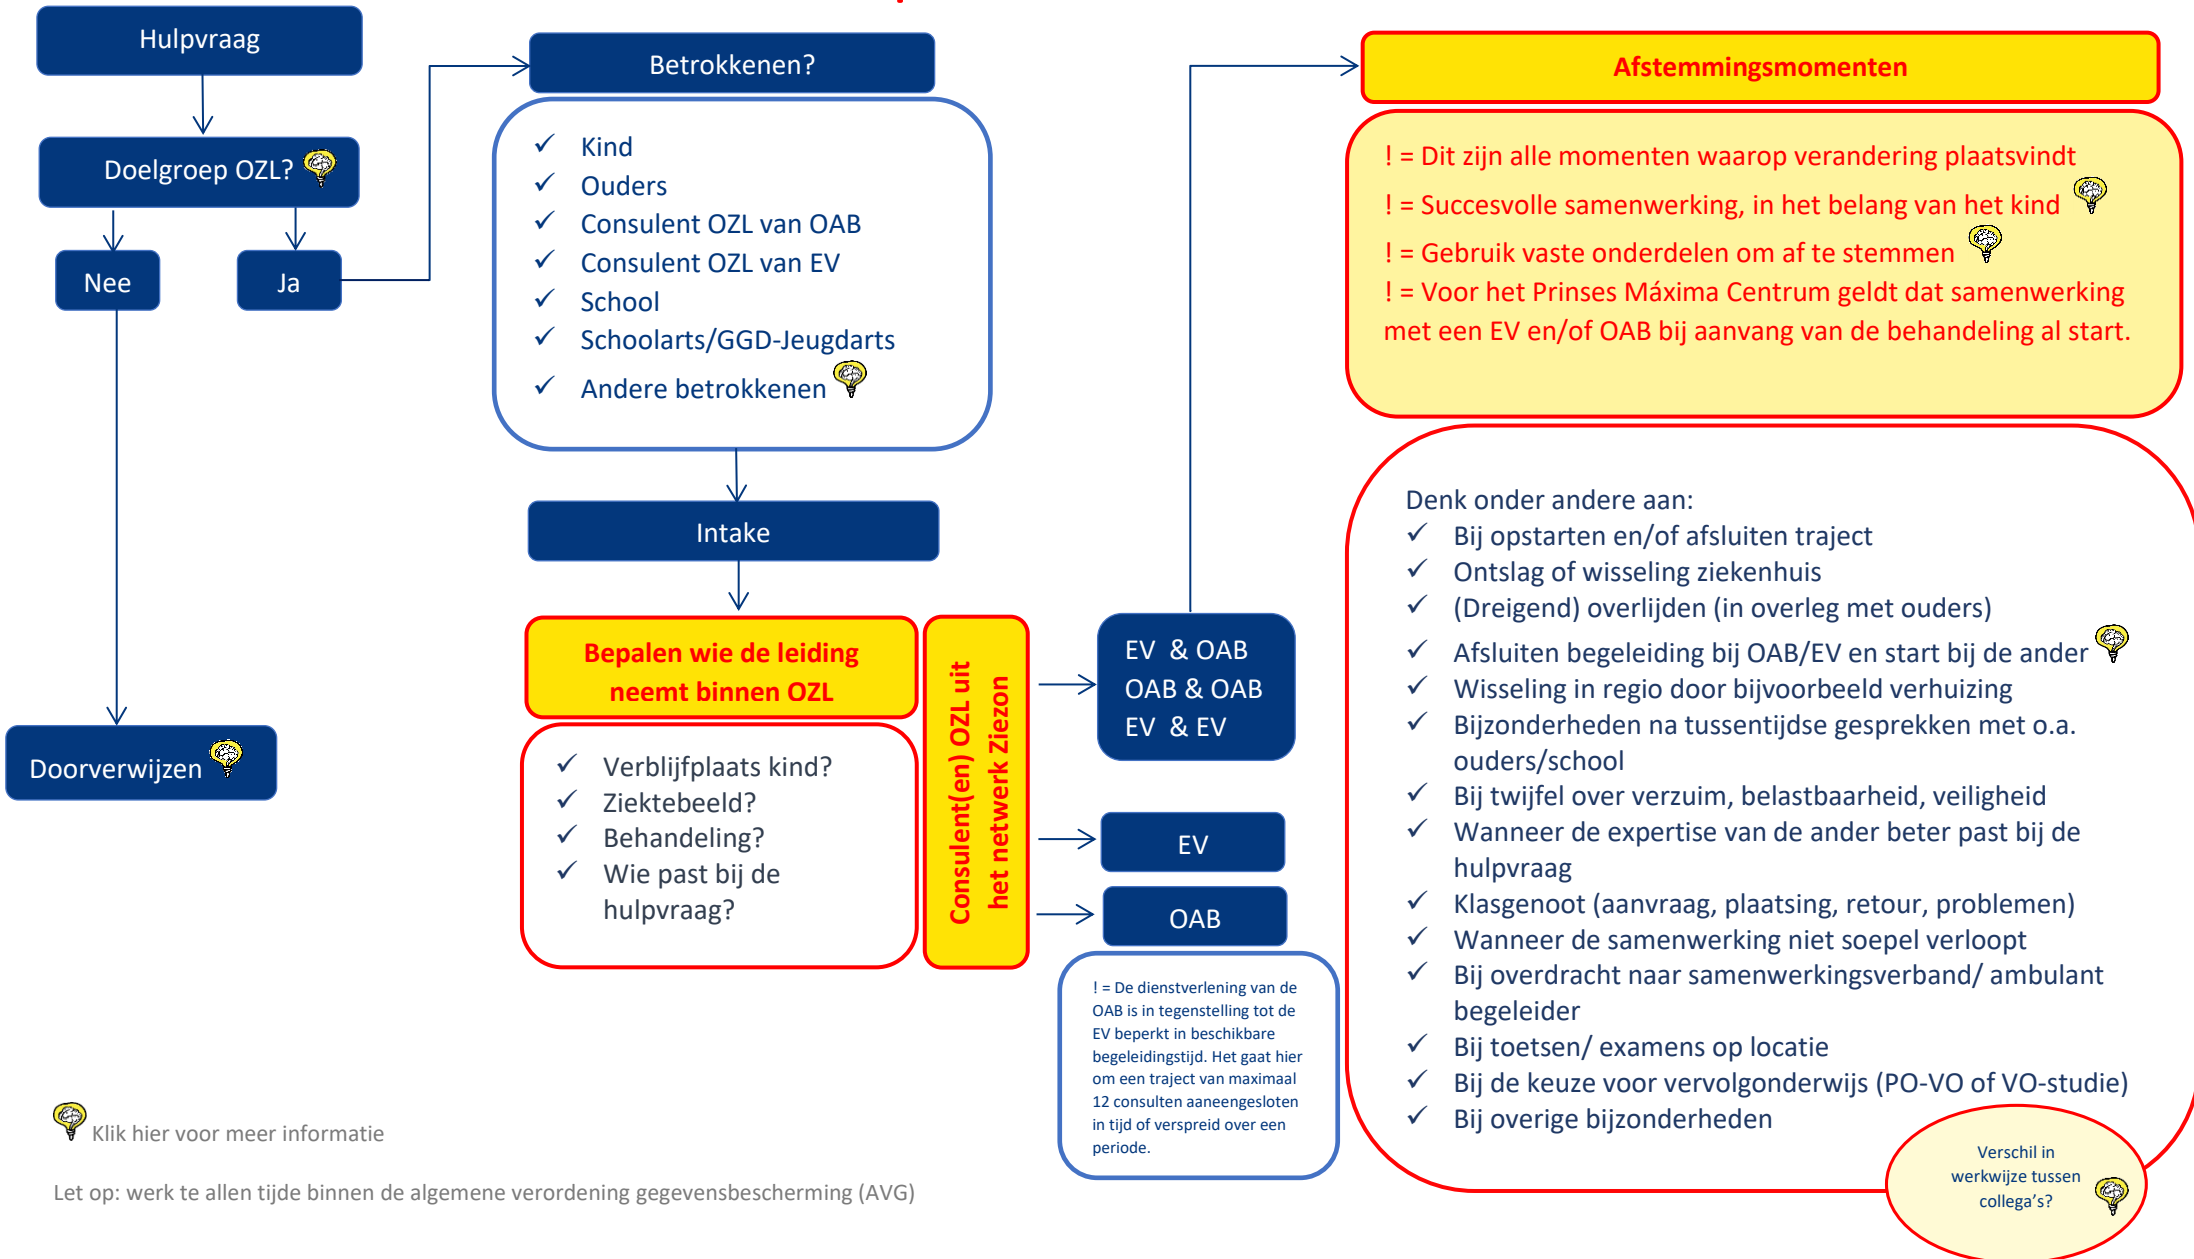 Hulpvraag
Doelgroep OZL?
Nee
Ja
Doorverwijzen
Betrokkenen?
✓ Kind
✓ Ouders
✓ Consulent OZL van OAB
✓ Consulent OZL van EV
✓ School
✓ Schoolarts/GGD-Jeugdarts
✓ Andere betrokkenen
Intake
Bepalen wie de leiding
neemt binnen OZL
✓ Verblijfplaats kind?
✓ Ziektebeeld?
✓ Behandeling?
✓ Wie past bij de
hulpvraag?
Consulent(en) OZL uit
het netwerk Ziezon
EV & OAB
OAB & OAB
EV & EV
EV
OAB
! = De dienstverlening van de
OAB is in tegenstelling tot de
EV beperkt in beschikbare
begeleidingstijd. Het gaat hier
om een traject van maximaal
12 consulten aaneengesloten
in tijd of verspreid over een
periode.
Afstemmingsmomenten
! = Dit zijn alle momenten waarop verandering plaatsvindt
! = Succesvolle samenwerking, in het belang van het kind
! = Gebruik vaste onderdelen om af te stemmen
! = Voor het Prinses Máxima Centrum geldt dat samenwerking
met een EV en/of OAB bij aanvang van de behandeling al start.
Denk onder andere aan:
✓ Bij opstarten en/of afsluiten traject
✓ Ontslag of wisseling ziekenhuis
✓ (Dreigend) overlijden (in overleg met ouders)
✓ Afsluiten begeleiding bij OAB/EV en start bij de ander
✓ Wisseling in regio door bijvoorbeeld verhuizing
✓ Bijzonderheden na tussentijdse gesprekken met o.a.
ouders/school
✓ Bij twijfel over verzuim, belastbaarheid, veiligheid
✓ Wanneer de expertise van de ander beter past bij de
hulpvraag
✓ Klasgenoot (aanvraag, plaatsing, retour, problemen)
✓ Wanneer de samenwerking niet soepel verloopt
✓ Bij overdracht naar samenwerkingsverband/ ambulant
begeleider
✓ Bij toetsen/ examens op locatie
✓ Bij de keuze voor vervolgonderwijs (PO-VO of VO-studie)
✓ Bij overige bijzonderheden
Verschil in
werkwijze tussen
collega's?
Klik hier voor meer informatie
Let op: werk te allen tijde binnen de algemene verordening gegevensbescherming (AVG)